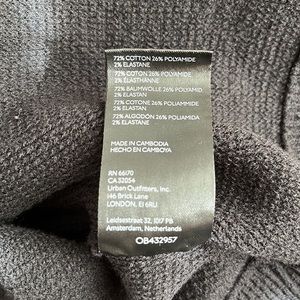 72% COTTON 26% POLYAMIDE
2% ELASTANE
72% COTON 26% POLYAMIDE
2% ÉLASTHANNE
72% BAUMWOLLE 26% POLYAMID
2% ELASTAN
72% COTONE 26% POLIAMMIDE
2% ELASTAN
72% ALGODÓN 26% POLIAMIDA
2% ELASTANE
MADE IN CAMBODIA
HECHO EN CAMBOYA
RN 66170
CA 32054
Urban Outfitters, Inc.
146 Brick Lane
LONDON, E1 6RU
Leidsestraat 32, 1017 PB
Amsterdam, Netherlands
OB432957